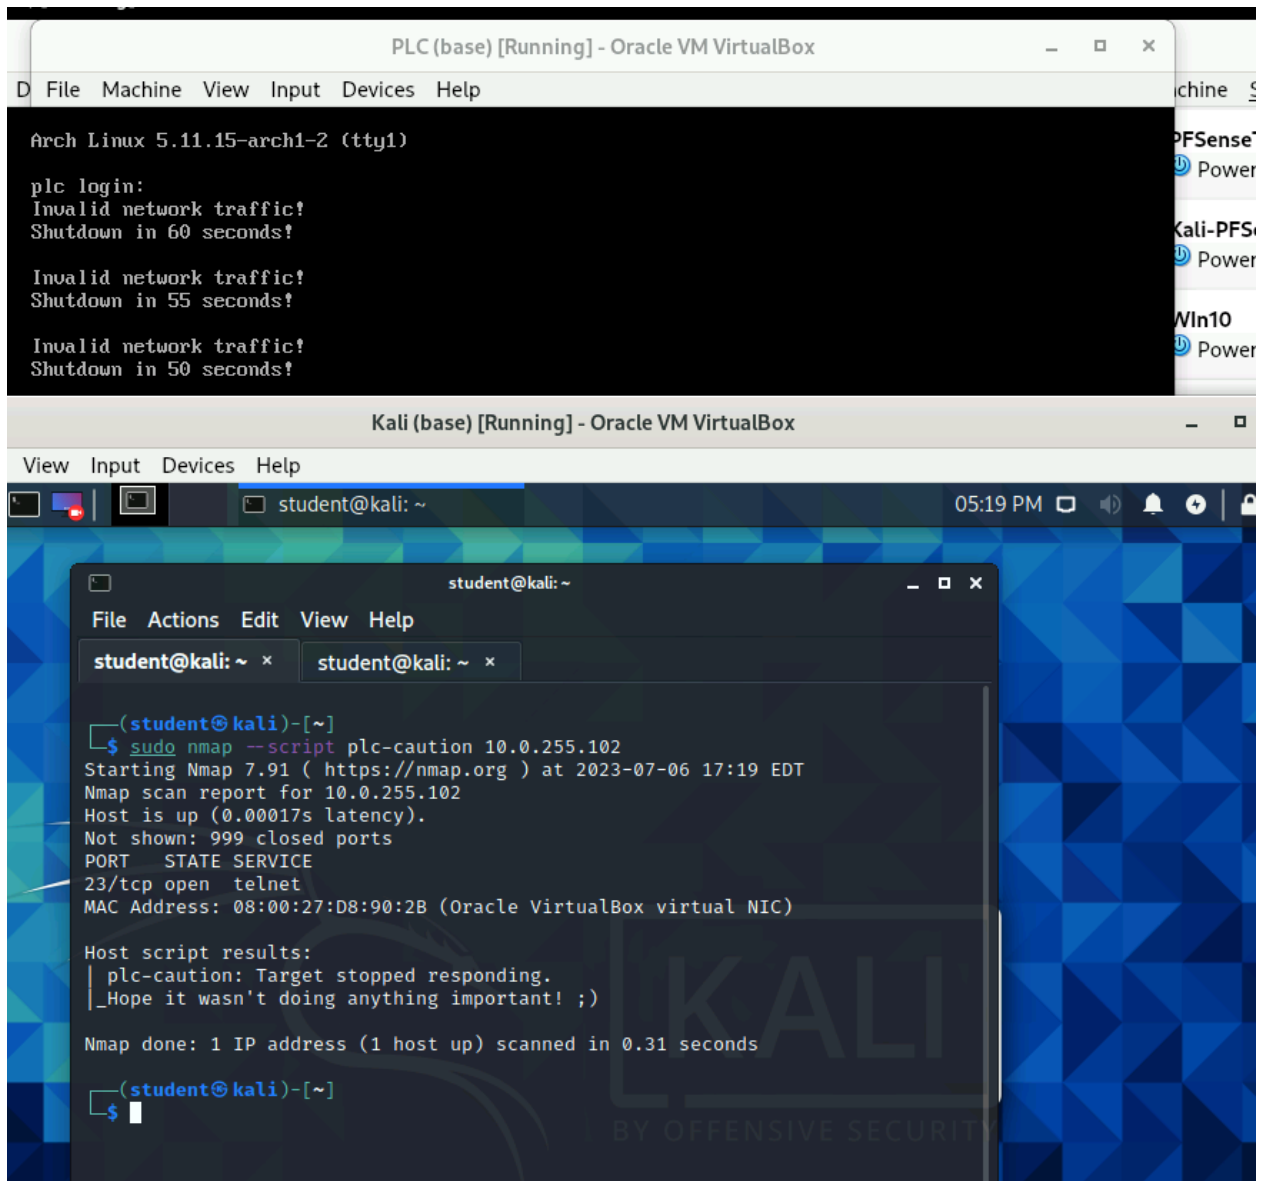 PLC (base) [Running] - Oracle VM VirtualBox
D File Machine View Input Devices Help
Arch Linux 5.11.15-arch1-2 (tty1)
plc login:
Invalid network traffic!
Shutdown in 60 seconds!
Invalid network traffic!
Shutdown in 55 seconds!
Invalid network traffic!
Shutdown in 50 seconds!
PFSense
Power
Kali-PFS
Power
WIn10
Power
Kali (base) [Running] - Oracle VM VirtualBox
View Input Devices Help
student@kali: ~
05:19 PM
student@kali: ~
File Actions Edit View Help
student@kali: ~ × student@kali: ~ ×
┌──(student㉿kali)-[~]
└─$ sudo nmap --script plc-caution 10.0.255.102
Starting Nmap 7.91 ( https://nmap.org ) at 2023-07-06 17:19 EDT
Nmap scan report for 10.0.255.102
Host is up (0.00017s latency).
Not shown: 999 closed ports
PORT   STATE SERVICE
23/tcp open  telnet
MAC Address: 08:00:27:D8:90:2B (Oracle VirtualBox virtual NIC)
Host script results:
| plc-caution: Target stopped responding.
|_Hope it wasn't doing anything important! ;)
Nmap done: 1 IP address (1 host up) scanned in 0.31 seconds
┌──(student㉿kali)-[~]
└─$
KALI
BY OFFENSIVE SECURITY